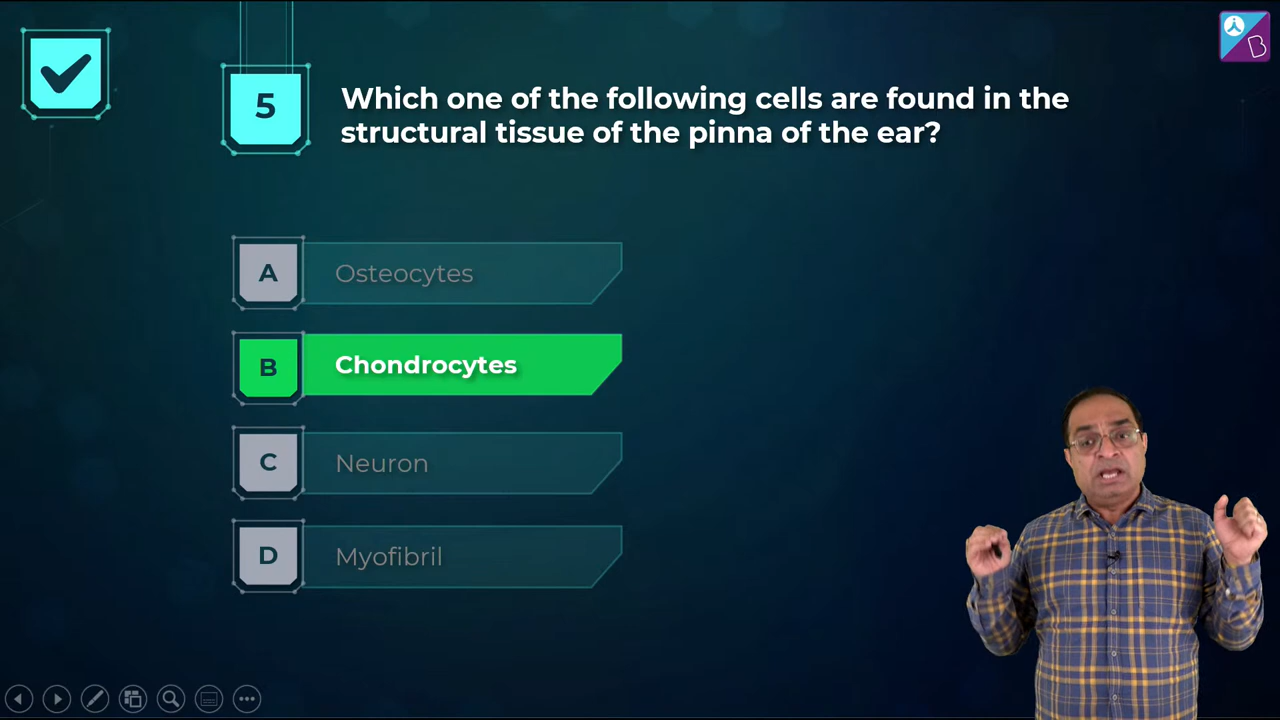 5
Which one of the following cells are found in the
structural tissue of the pinna of the ear?
A
Osteocytes
B
Chondrocytes
C
Neuron
D
Myofibril
B